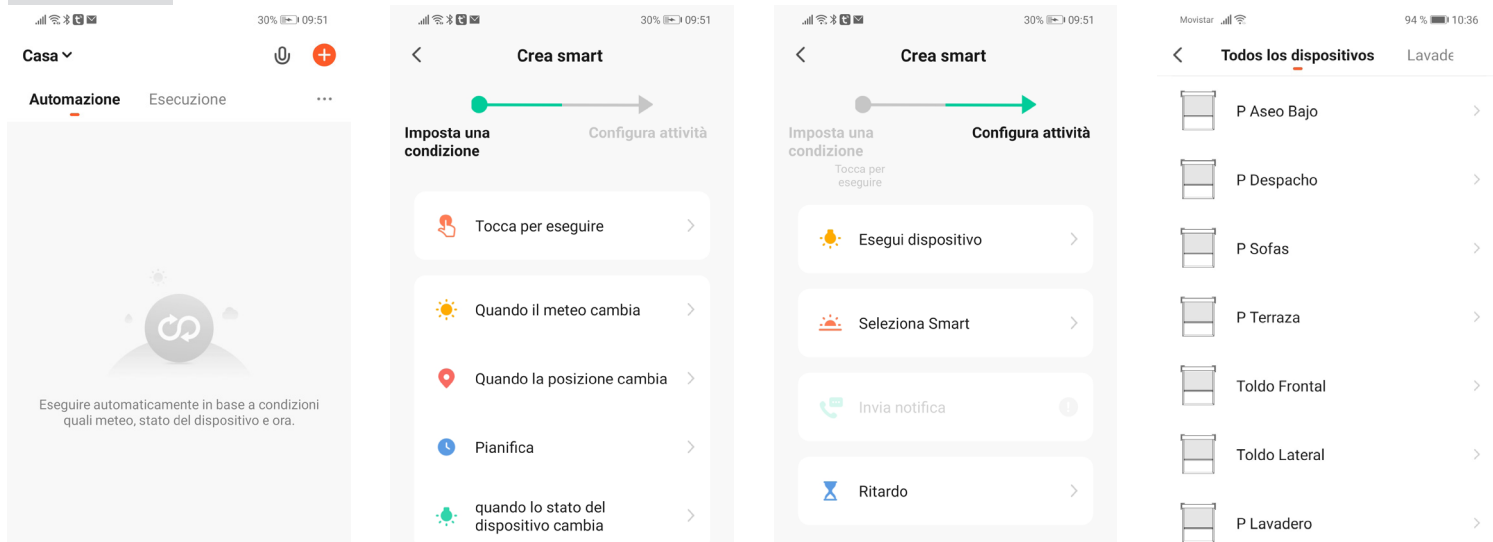 30% 09:51
Casa
Automazione Esecuzione
Eseguire automaticamente in base a condizioni
quali meteo, stato del dispositivo e ora.
30% 09:51
Crea smart
Imposta una
condizione
Configura attività
Tocca per eseguire
Quando il meteo cambia
Quando la posizione cambia
Pianifica
quando lo stato del
dispositivo cambia
30% 09:51
Crea smart
Imposta una
condizione
Tocca per
eseguire
Configura attività
Esegui dispositivo
Seleziona Smart
Invia notifica
Ritardo
Movistar 94 % 10:36
Todos los dispositivos Lavade
P Aseo Bajo
P Despacho
P Sofas
P Terraza
Toldo Frontal
Toldo Lateral
P Lavadero